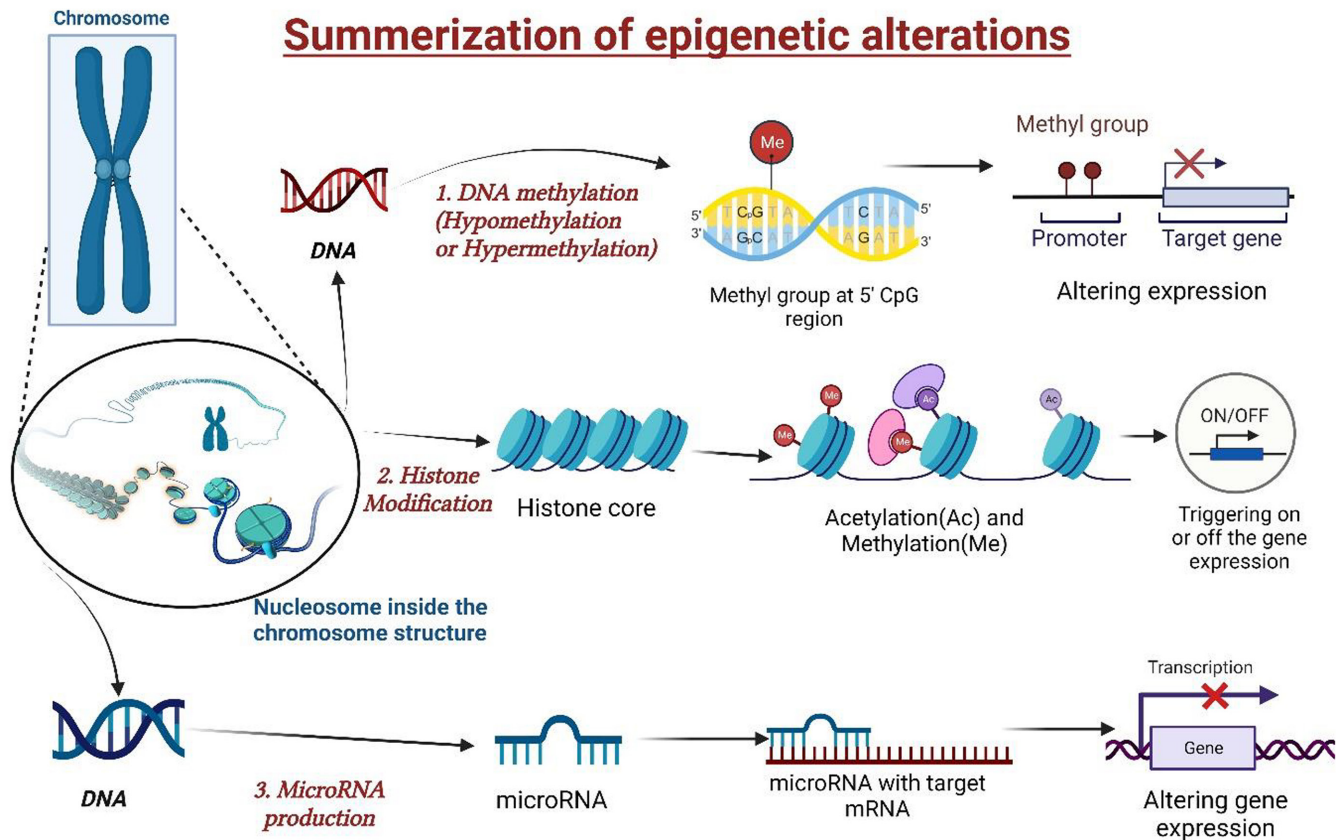 Chromosome
Summerization of epigenetic alterations
Me
Methyl group
1. DNA methylation
(Hypomethylation
or Hypermethylation)
DNA
5'
3'
T CpG T A
A GpC A T
T C T A
A G A T
5'
3'
Promoter
Target gene
Methyl group at 5' CpG
region
Altering expression
2. Histone
Modification
Histone core
Me
Me
Ac
Me
Ac
Acetylation(Ac) and
Methylation(Me)
ON/OFF
Triggering on
or off the gene
expression
Nucleosome inside the
chromosome structure
DNA
3. MicroRNA
production
microRNA
microRNA with target
mRNA
Transcription
Gene
Altering gene
expression